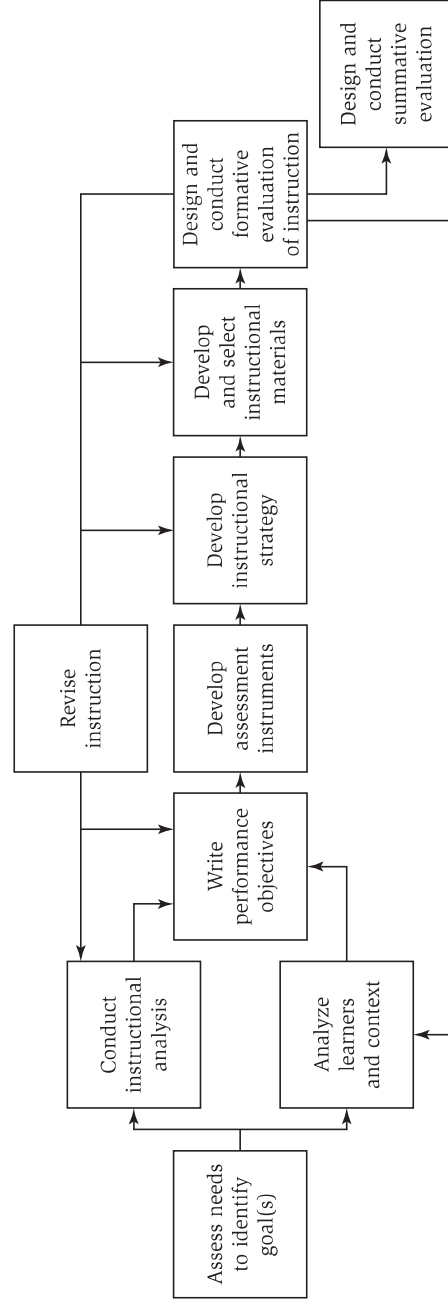 Assess needs
to identify
goal(s)
Conduct
instructional
analysis
Analyze
learners
and context
Revise
instruction
Write
performance
objectives
Develop
assessment
instruments
Develop
instructional
strategy
Develop
and select
instructional
materials
Design and
conduct
formative
evaluation
of instruction
Design and
conduct
summative
evaluation